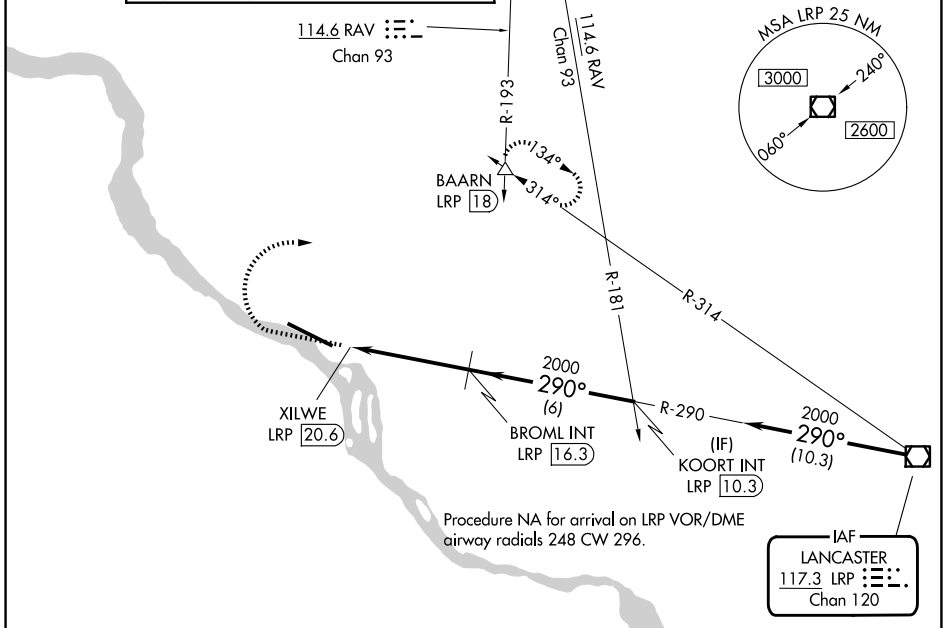 114.6 RAV
Chan 93
114.6 RAV
Chan 93
MSA LRP 25 NM
3000
240°
060°
2600
R-193
134°
314°
BAARN
LRP 18
R-181
R-314
2000
290°
(6)
R-290
2000
290°
(10.3)
XILWE
LRP 20.6
BROML INT
LRP 16.3
(IF)
KOORT INT
LRP 10.3
Procedure NA for arrival on LRP VOR/DME
airway radials 248 CW 296.
IAF
LANCASTER
117.3 LRP
Chan 120